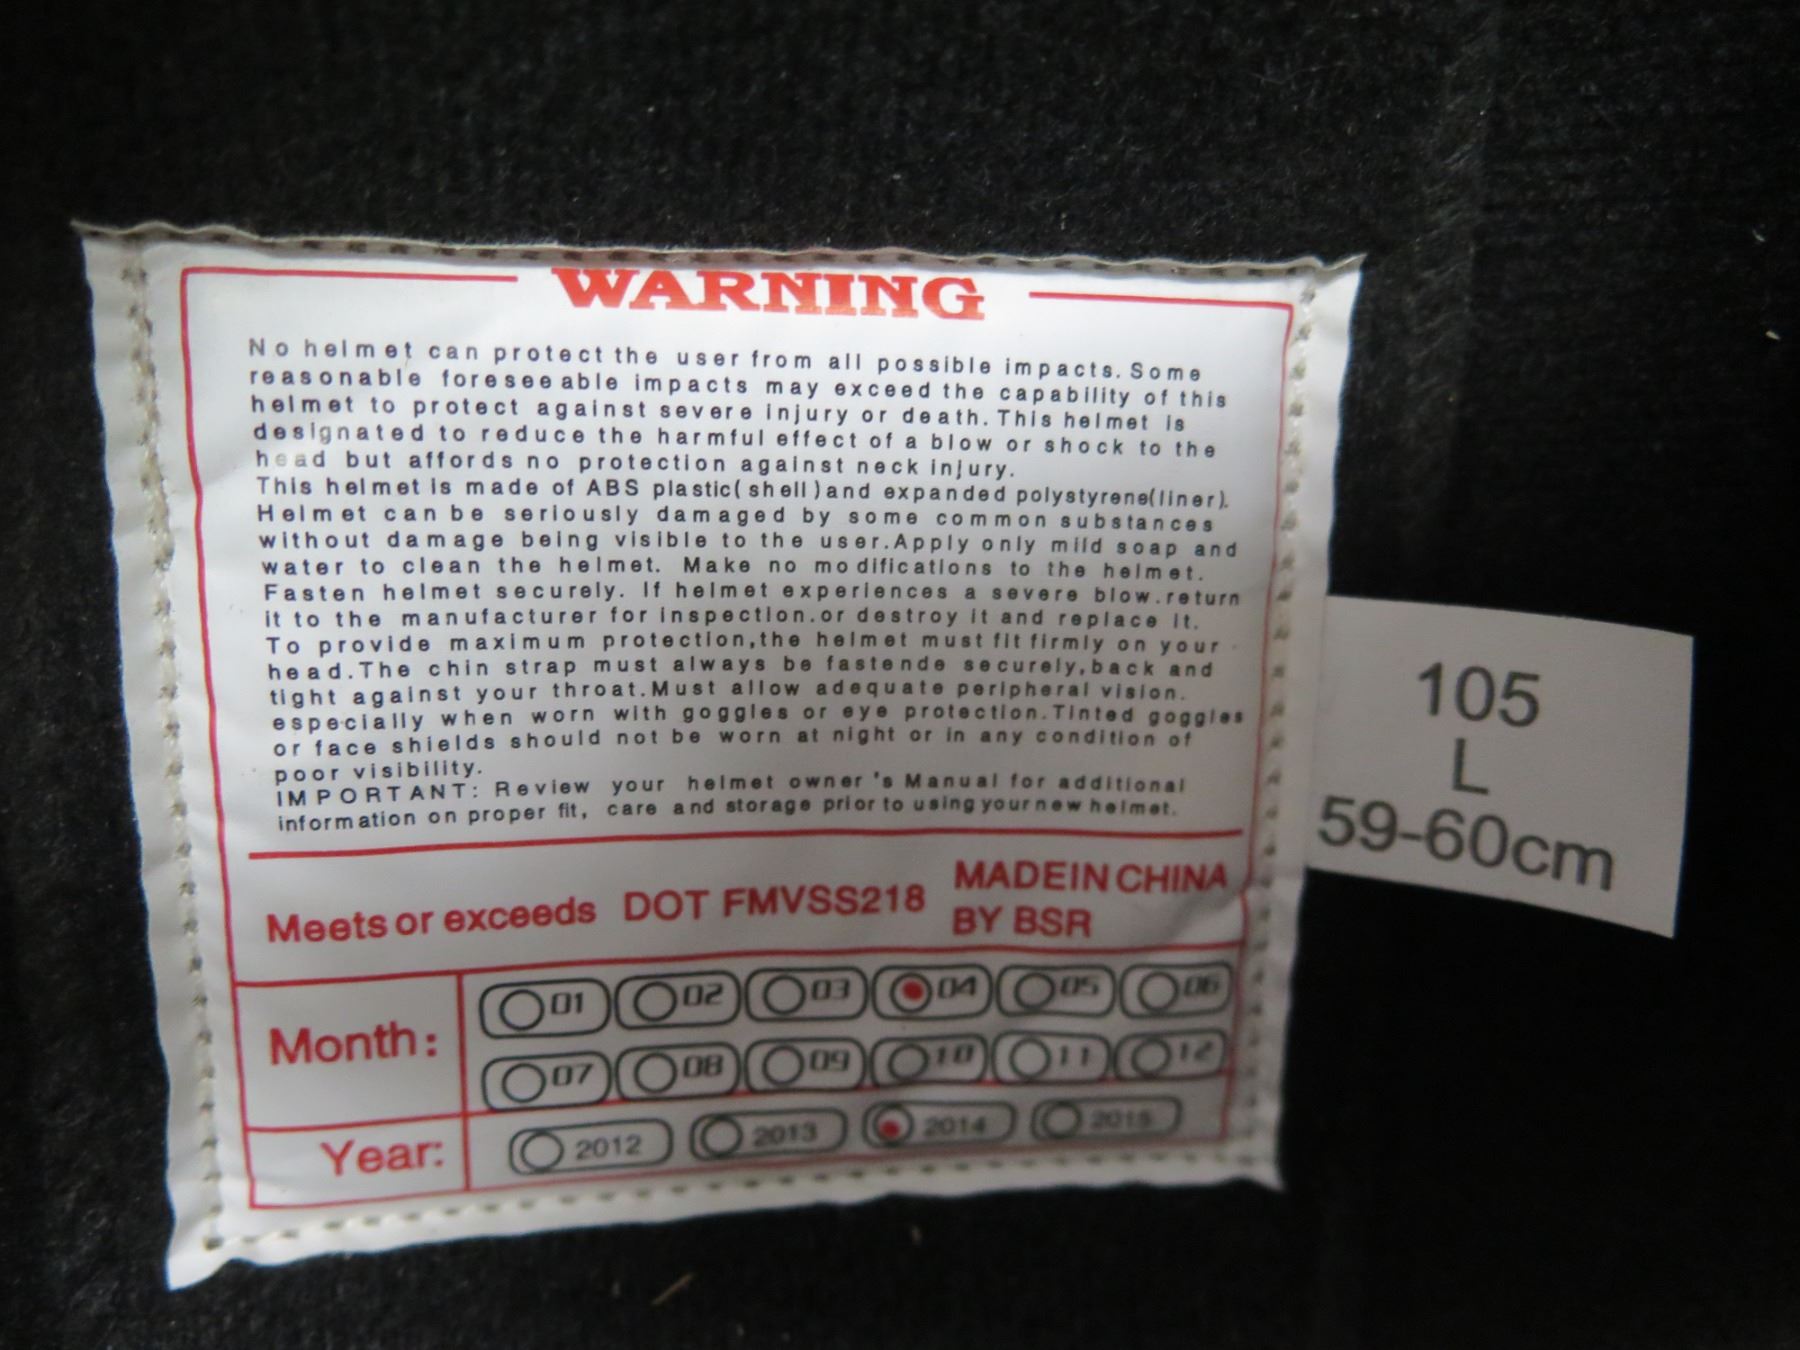 WARNING
No helmet can protect the user from all possible impacts. Some
reasonable foreseeable impacts may exceed the capability of this
helmet to protect against severe injury or death. This helmet is
designated to reduce the harmful effect of a blow or shock to the
head but affords no protection against neck injury.
This helmet is made of ABS plastic(shell)and expanded polystyrene(liner).
Helmet can be seriously damaged by some common substances
without damage being visible to the user.Apply only mild soap and
water to clean the helmet. Make no modifications to the helmet.
Fasten helmet securely. If helmet experiences a severe blow.return
it to the manufacturer for inspection.or destroy it and replace it.
To provide maximum protection,the helmet must fit firmly on your
head.The chin strap must always be fastende securely,back and
tight against your throat.Must allow adequate peripheral vision.
especially when worn with goggles or eye protection.Tinted goggles
or face shields should not be worn at night or in any condition of
poor visibility.
IMPORTANT: Review your helmet owner's Manual for additional
information on proper fit, care and storage prior to using your new helmet.
Meets or exceeds DOT FMVSS218 MADE IN CHINA
BY BSR
Month: 01 02 03 04 05 06
07 08 09 10 11 12
Year: 2012 2013 2014 2015
105
L
59-60cm